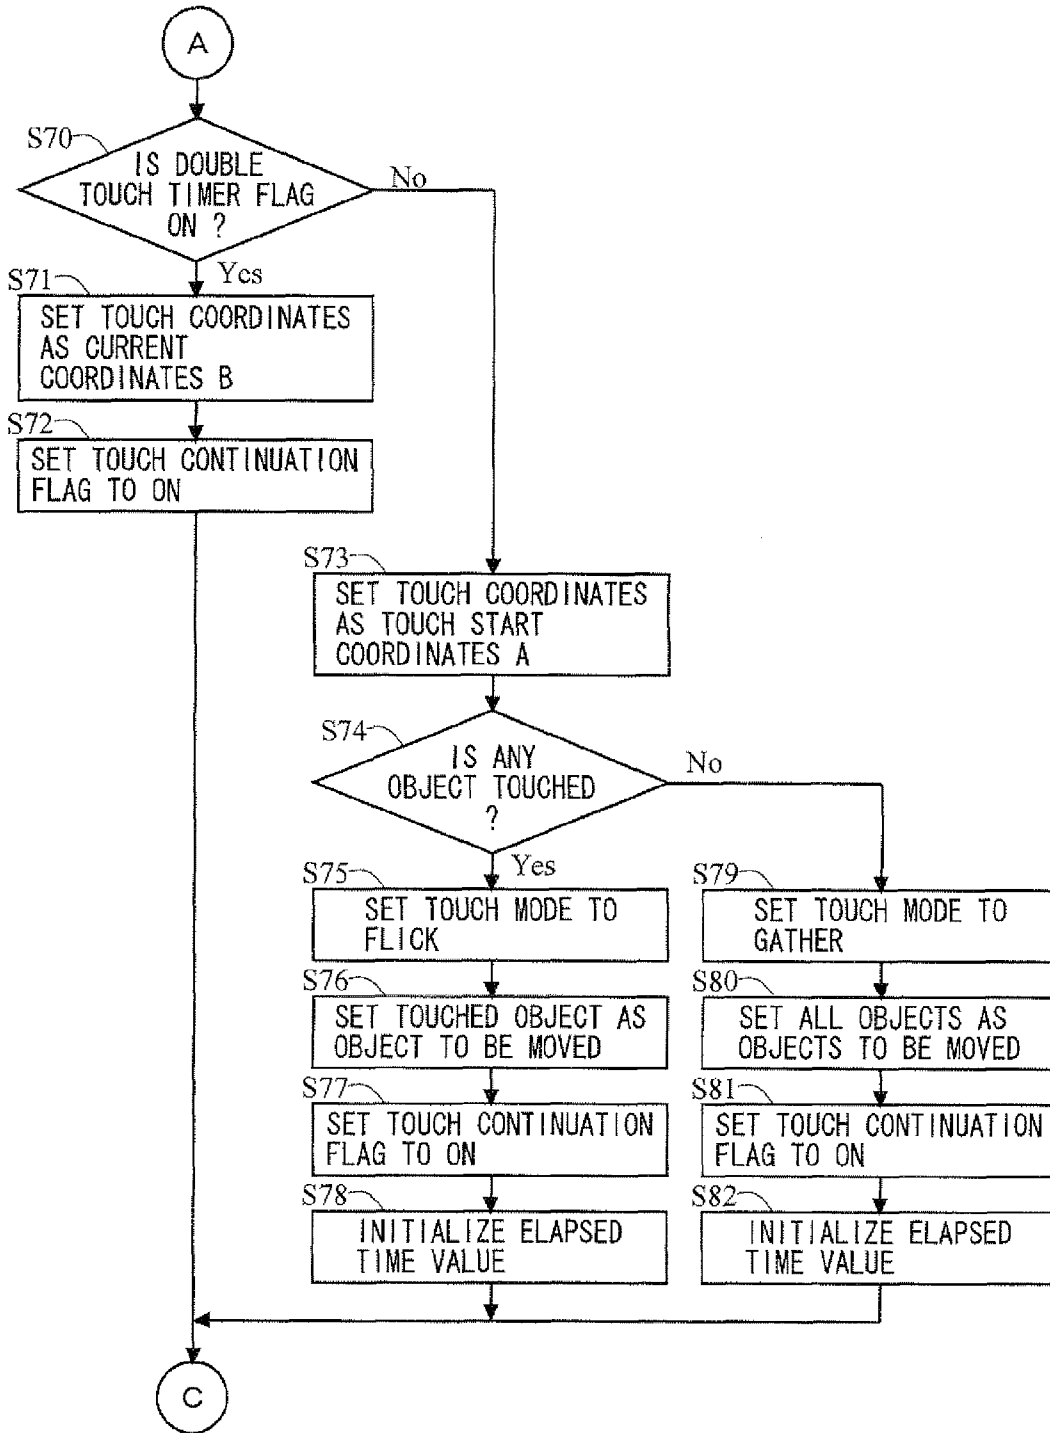 A
S70
IS DOUBLE
TOUCH TIMER FLAG
ON ?
No
Yes
S71
SET TOUCH COORDINATES
AS CURRENT
COORDINATES B
S72
SET TOUCH CONTINUATION
FLAG TO ON
S73
SET TOUCH COORDINATES
AS TOUCH START
COORDINATES A
S74
IS ANY
OBJECT TOUCHED
?
No
Yes
S75
SET TOUCH MODE TO
FLICK
S76
SET TOUCHED OBJECT AS
OBJECT TO BE MOVED
S77
SET TOUCH CONTINUATION
FLAG TO ON
S78
INITIALIZE ELAPSED
TIME VALUE
S79
SET TOUCH MODE TO
GATHER
S80
SET ALL OBJECTS AS
OBJECTS TO BE MOVED
S81
SET TOUCH CONTINUATION
FLAG TO ON
S82
INITIALIZE ELAPSED
TIME VALUE
C